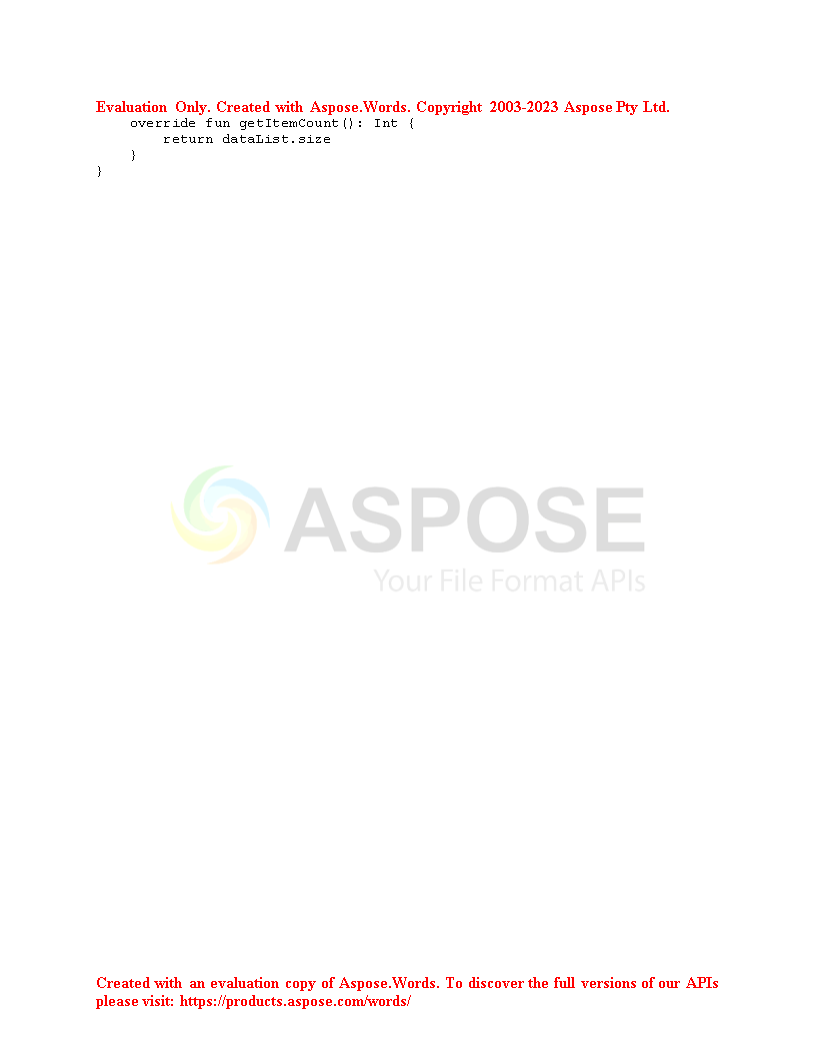 Evaluation Only. Created with Aspose.Words. Copyright 2003-2023 Aspose Pty Ltd.
    override fun getItemCount(): Int {
        return dataList.size
    }
}
ASPOSE
Your File Format APIs
Created with an evaluation copy of Aspose.Words. To discover the full versions of our APIs
please visit: https://products.aspose.com/words/